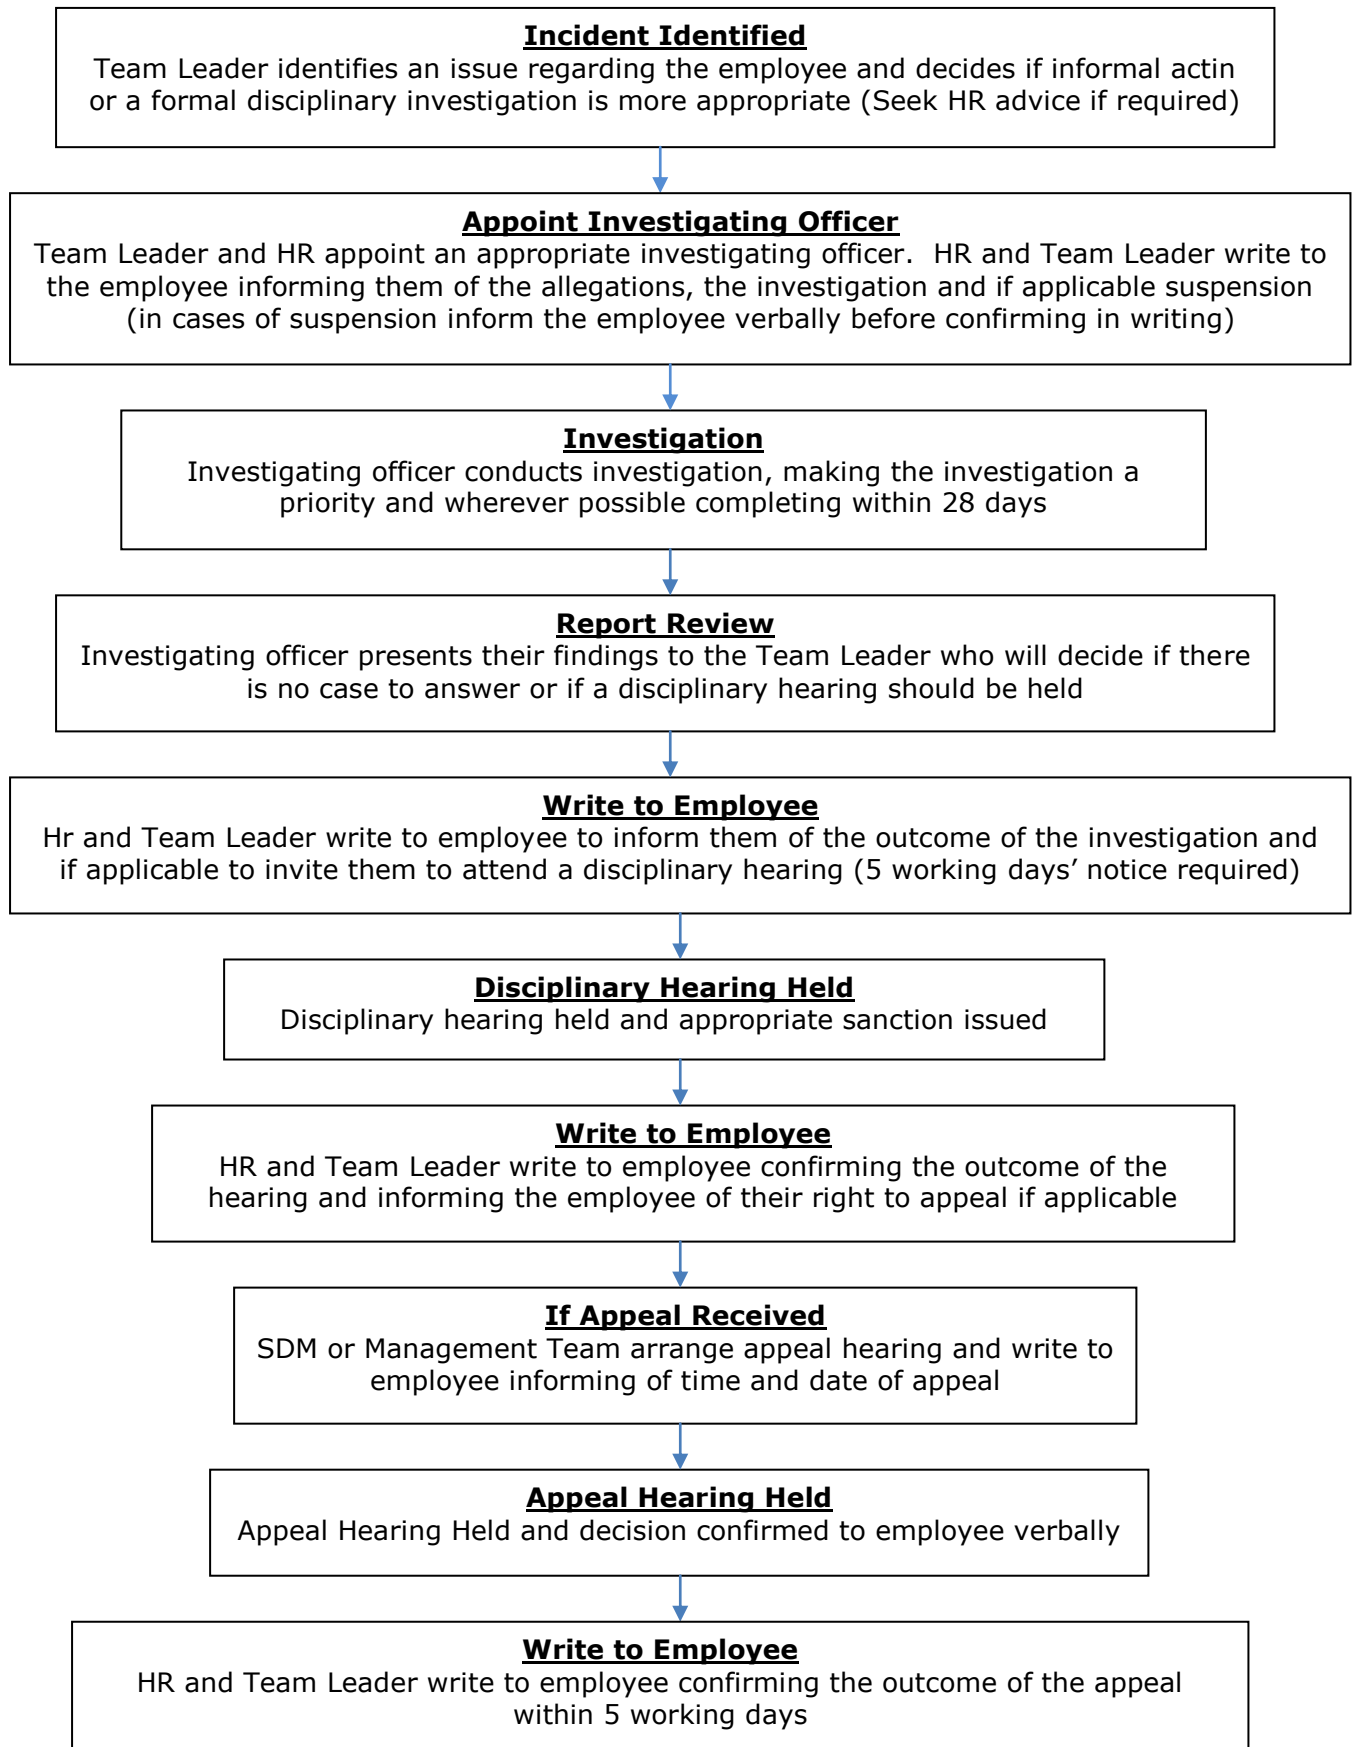 Incident Identified
Team Leader identifies an issue regarding the employee and decides if informal actin
or a formal disciplinary investigation is more appropriate (Seek HR advice if required)
Appoint Investigating Officer
Team Leader and HR appoint an appropriate investigating officer.  HR and Team Leader write to
the employee informing them of the allegations, the investigation and if applicable suspension
(in cases of suspension inform the employee verbally before confirming in writing)
Investigation
Investigating officer conducts investigation, making the investigation a
priority and wherever possible completing within 28 days
Report Review
Investigating officer presents their findings to the Team Leader who will decide if there
is no case to answer or if a disciplinary hearing should be held
Write to Employee
Hr and Team Leader write to employee to inform them of the outcome of the investigation and
if applicable to invite them to attend a disciplinary hearing (5 working days’ notice required)
Disciplinary Hearing Held
Disciplinary hearing held and appropriate sanction issued
Write to Employee
HR and Team Leader write to employee confirming the outcome of the
hearing and informing the employee of their right to appeal if applicable
If Appeal Received
SDM or Management Team arrange appeal hearing and write to
employee informing of time and date of appeal
Appeal Hearing Held
Appeal Hearing Held and decision confirmed to employee verbally
Write to Employee
HR and Team Leader write to employee confirming the outcome of the appeal
within 5 working days